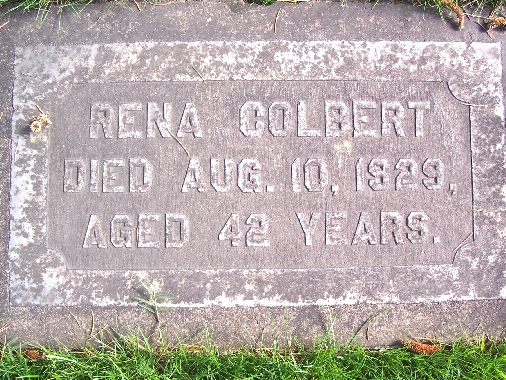 RENA COLBERT
DIED AUG. 10, 1929,
AGED 42 YEARS.